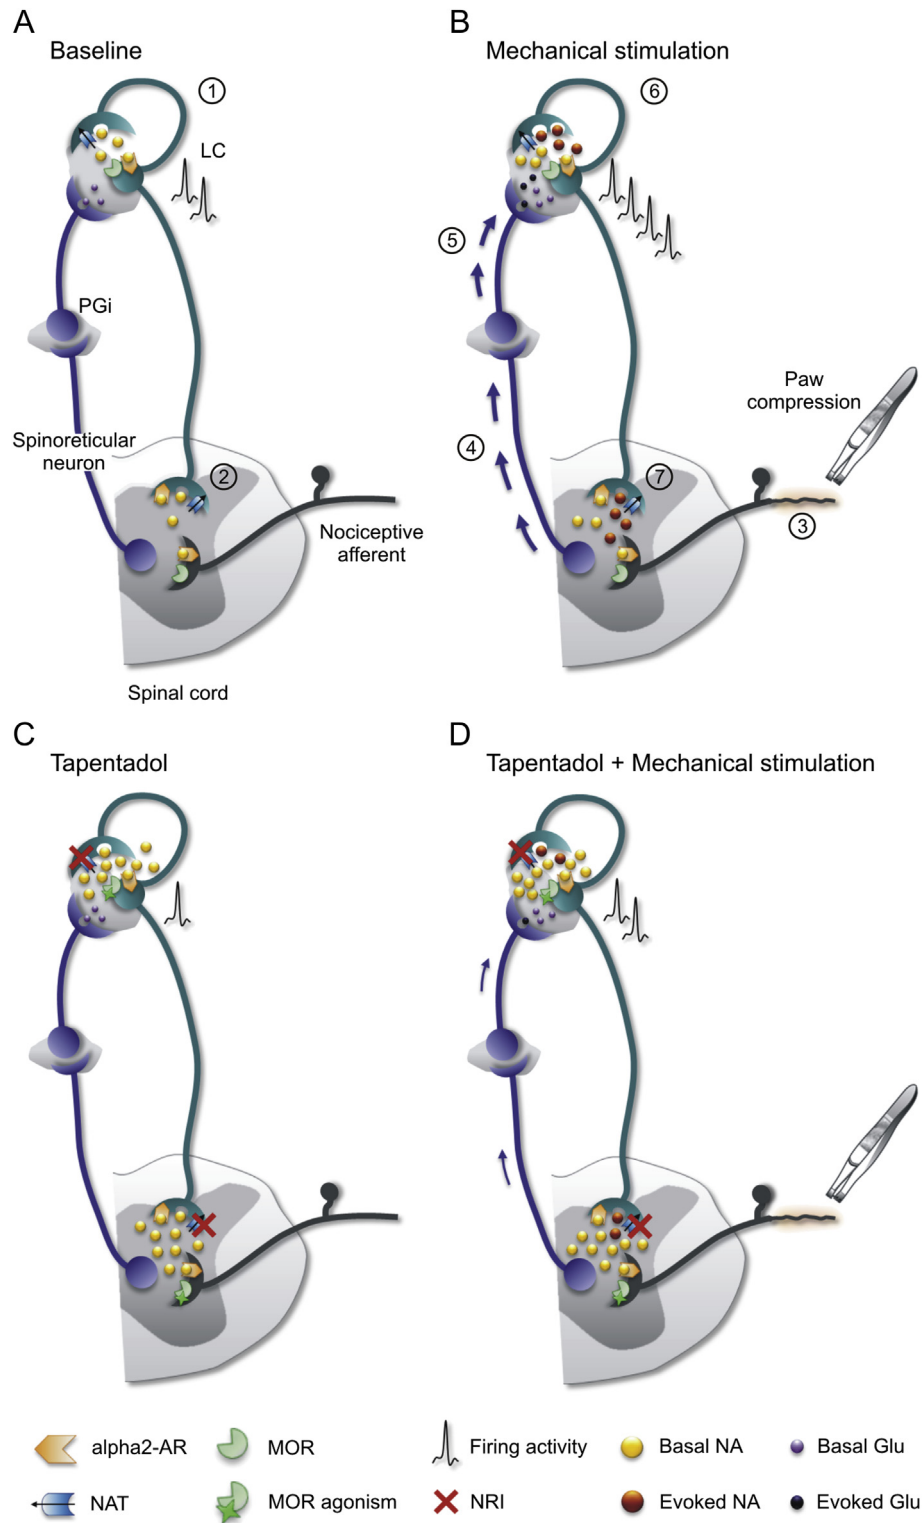 A
Baseline
①
LC
PGi
Spinoreticular
neuron
②
Nociceptive
afferent
Spinal cord
B
Mechanical stimulation
⑥
⑤
Paw
compression
④
⑦
③
C
Tapentadol
D
Tapentadol + Mechanical stimulation
alpha2-AR
MOR
Firing activity
Basal NA
Basal Glu
NAT
MOR agonism
NRI
Evoked NA
Evoked Glu